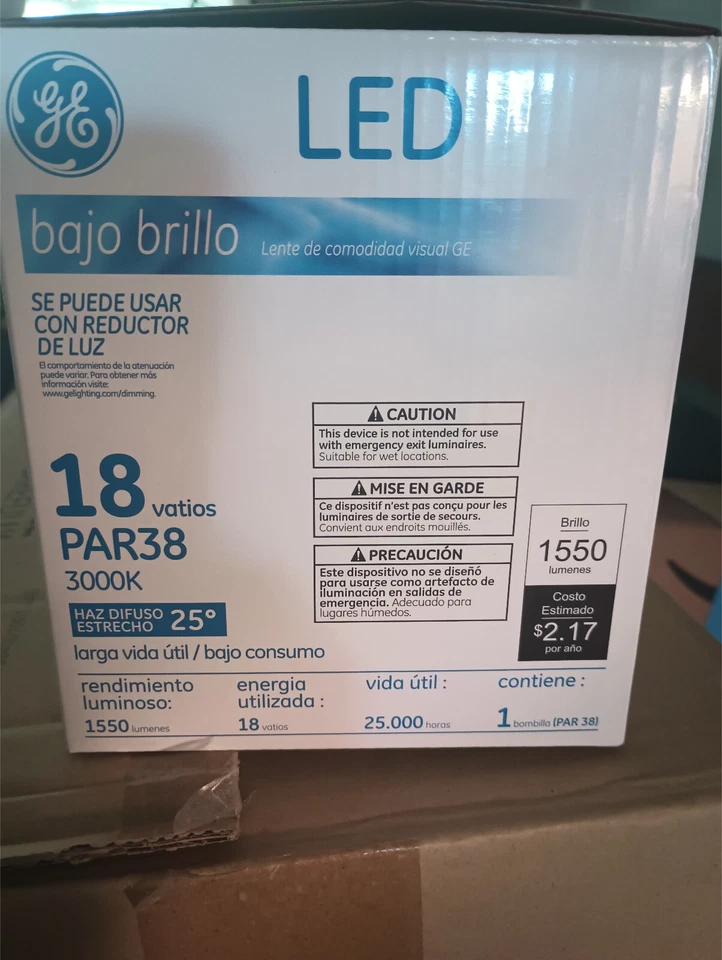 GE
LED
bajo brillo Lente de comodidad visual GE
SE PUEDE USAR
CON REDUCTOR
DE LUZ
El comportamiento de la atenuación
puede variar. Para obtener más
información visite:
www.gelighting.com/dimming.
18 vatios
PAR38
3000K
HAZ DIFUSO
ESTRECHO 25°
larga vida útil / bajo consumo
CAUTION
This device is not intended for use
with emergency exit luminaires.
Suitable for wet locations.
MISE EN GARDE
Ce dispositif n'est pas conçu pour les
luminaires de sortie de secours.
Convient aux endroits mouillés.
PRECAUCIÓN
Este dispositivo no se diseñó
para usarse como artefacto de
iluminación en salidas de
emergencia. Adecuado para
lugares húmedos.
Brillo
1550
lumenes
Costo
Estimado
$2.17
por año
rendimiento
luminoso:
1550 lumenes
energia
utilizada :
18 vatios
vida útil :
25.000 horas
contiene :
1 bombilla (PAR 38)